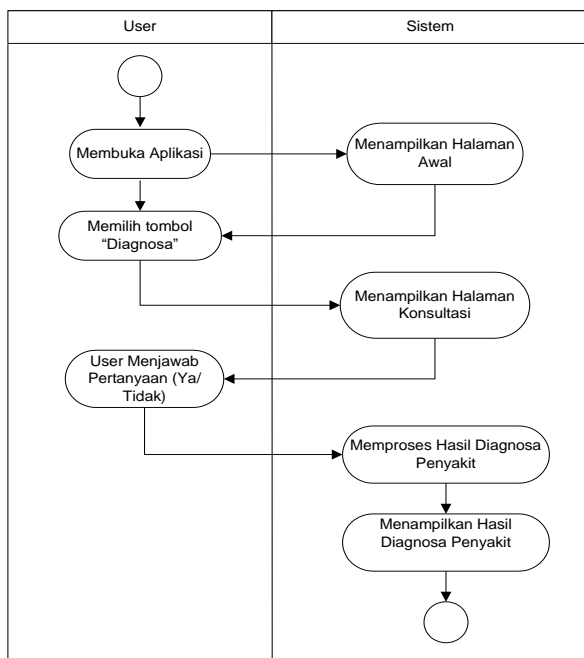 User
Sistem
Membuka Aplikasi
Menampilkan Halaman
Awal
Memilih tombol
“Diagnosa”
Menampilkan Halaman
Konsultasi
User Menjawab
Pertanyaan (Ya/
Tidak)
Memproses Hasil Diagnosa
Penyakit
Menampilkan Hasil
Diagnosa Penyakit